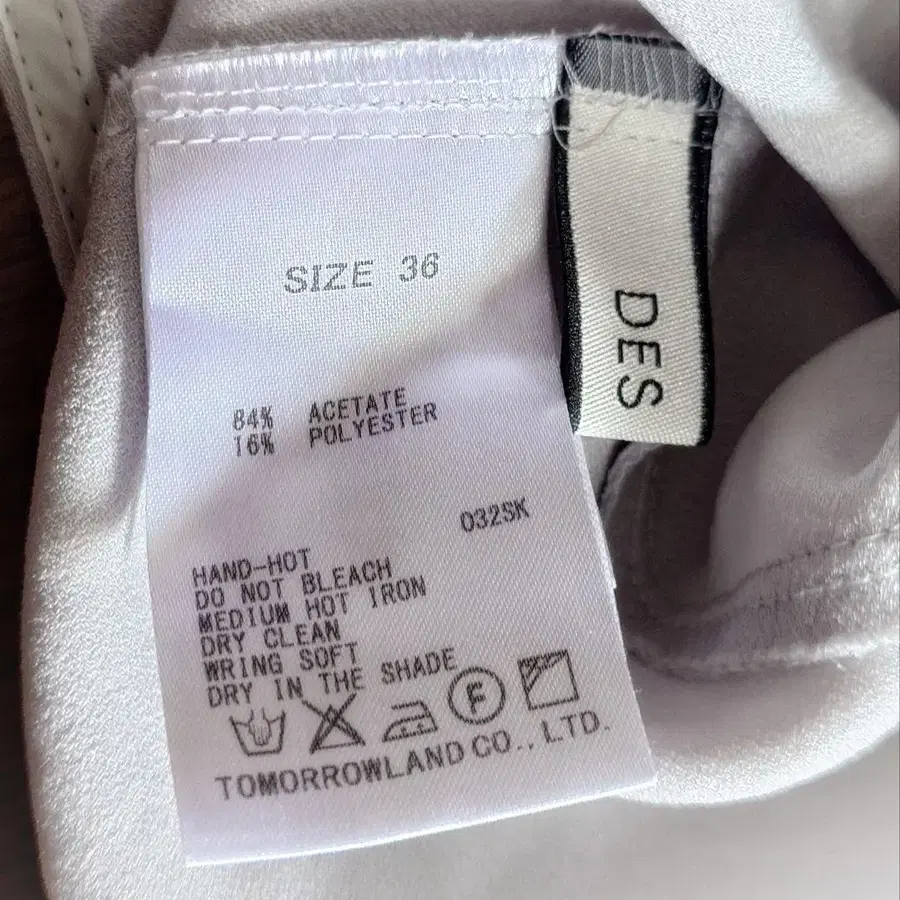 SIZE 36
84% ACETATE
16% POLYESTER
032SK
HAND-HOT
DO NOT BLEACH
MEDIUM HOT IRON
DRY CLEAN
WRING SOFT
DRY IN THE SHADE
F
TOMORROWLAND CO., LTD.
DES